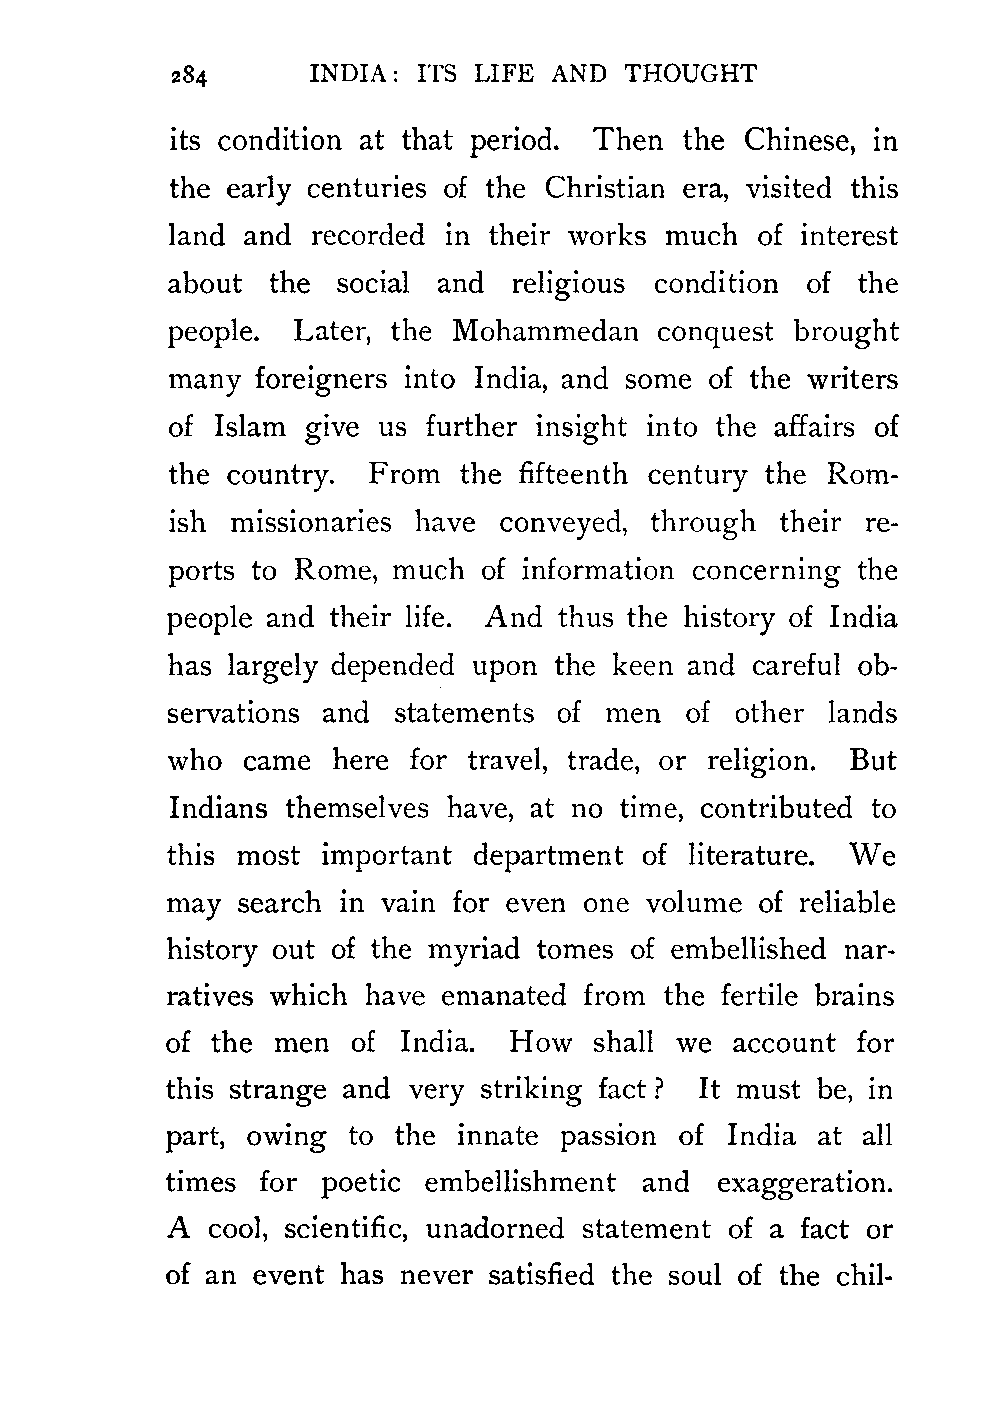 284 INDIA: ITS LIFE AND THOUGHT
its condition at that period. Then the Chinese, in
the early centuries of the Christian era, visited this
land and recorded in their works much of interest
about the social and religious condition of the
people. Later, the Mohammedan conquest brought
many foreigners into India, and some of the writers
of Islam give us further insight into the affairs of
the country. From the fifteenth century the Rom-
ish missionaries have conveyed, through their re-
ports to Rome, much of information concerning the
people and their life. And thus the history of India
has largely depended upon the keen and careful ob-
servations and statements of men of other lands
who came here for travel, trade, or religion. But
Indians themselves have, at no time, contributed to
this most important department of literature. We
may search in vain for even one volume of reliable
history out of the myriad tomes of embellished nar-
ratives which have emanated from the fertile brains
of the men of India. How shall we account for
this strange and very striking fact? It must be, in
part, owing to the innate passion of India at all
times for poetic embellishment and exaggeration.
A cool, scientific, unadorned statement of a fact or
of an event has never satisfied the soul of the chil-